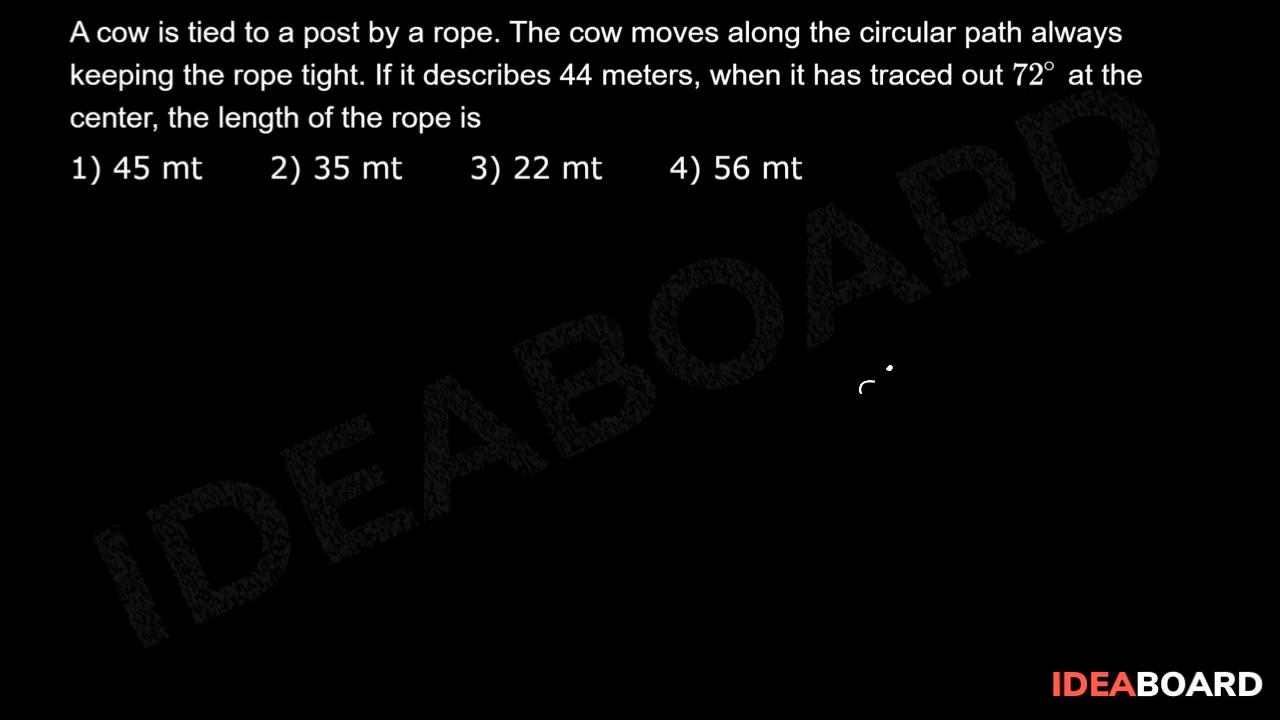 A cow is tied to a post by a rope. The cow moves along the circular path always
keeping the rope tight. If it describes 44 meters, when it has traced out 72° at the
center, the length of the rope is
1) 45 mt 2) 35 mt 3) 22 mt 4) 56 mt
IDEABOARD
IDEABOARD